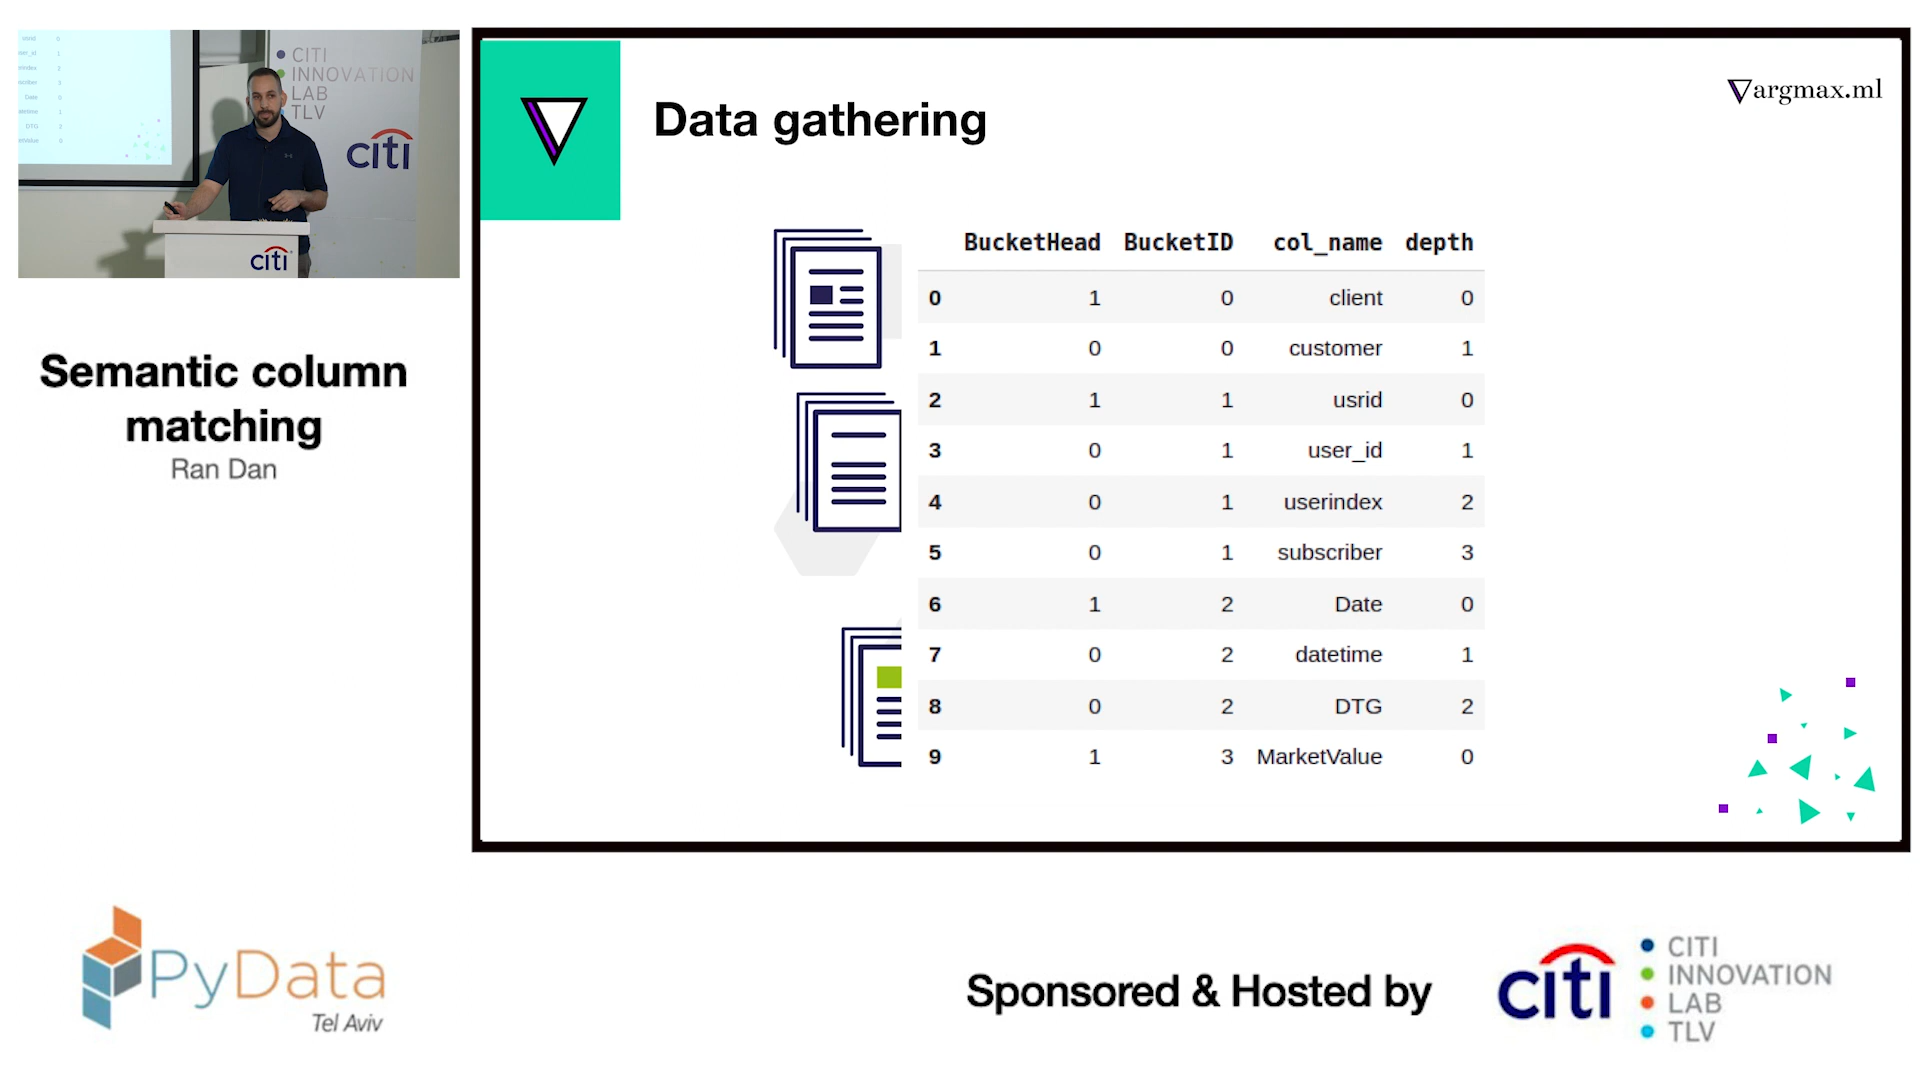 CITI
INNOVATION
LAB
TLV
citi
citi
Semantic column
matching
Ran Dan
Data gathering
argmax.ml
BucketHead BucketID col_name depth
0 1 0 client 0
1 0 0 customer 1
2 1 1 usrid 0
3 0 1 user_id 1
4 0 1 userindex 2
5 0 1 subscriber 3
6 1 2 Date 0
7 0 2 datetime 1
8 0 2 DTG 2
9 1 3 MarketValue 0
PyData
Tel Aviv
Sponsored & Hosted by
citi
CITI
INNOVATION
LAB
TLV